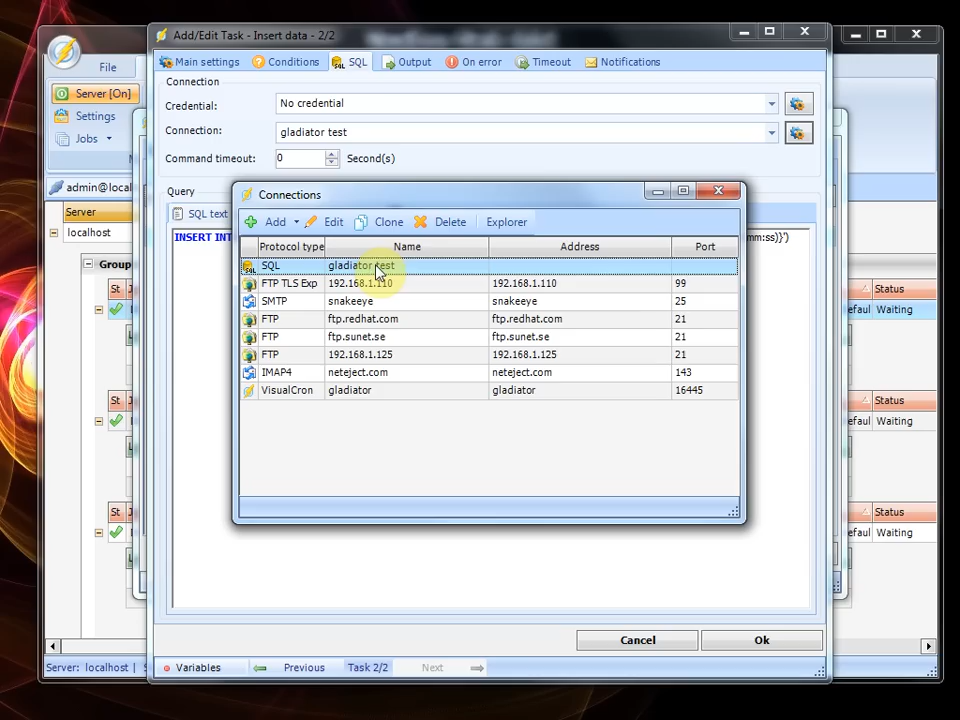 Add/Edit Task - Insert data - 2/2
File
Server [On]
Settings
Jobs
Main settings
Conditions
SQL
Output
On error
Timeout
Notifications
Connection
Credential:
No credential
Connection:
gladiator test
Command timeout:
0
Second(s)
Query
SQL text
INSERT INT
mm:ss)}')
admin@local
Server
localhost
Group
St
Defaul
Waiting
Status
St
Status
Defaul
Waiting
St
Status
Defaul
Waiting
Connections
Add
Edit
Clone
Delete
Explorer
Protocol type Name Address Port
SQL gladiator test
FTP TLS Exp 192.168.1.110 192.168.1.110 99
SMTP snakeeye snakeeye 25
FTP ftp.redhat.com ftp.redhat.com 21
FTP ftp.sunet.se ftp.sunet.se 21
FTP 192.168.1.125 192.168.1.125 21
IMAP4 neteject.com neteject.com 143
VisualCron gladiator gladiator 16445
Cancel
Ok
Server: localhost
Variables
Previous
Task 2/2
Next